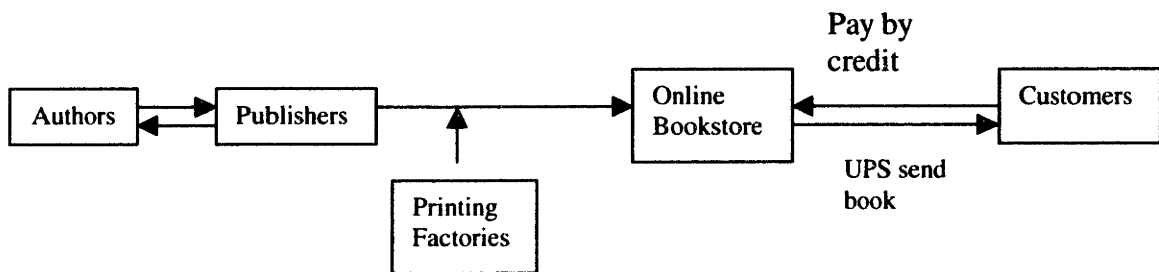 Pay by
credit
Authors
Publishers
Online
Bookstore
Customers
UPS send
book
Printing
Factories